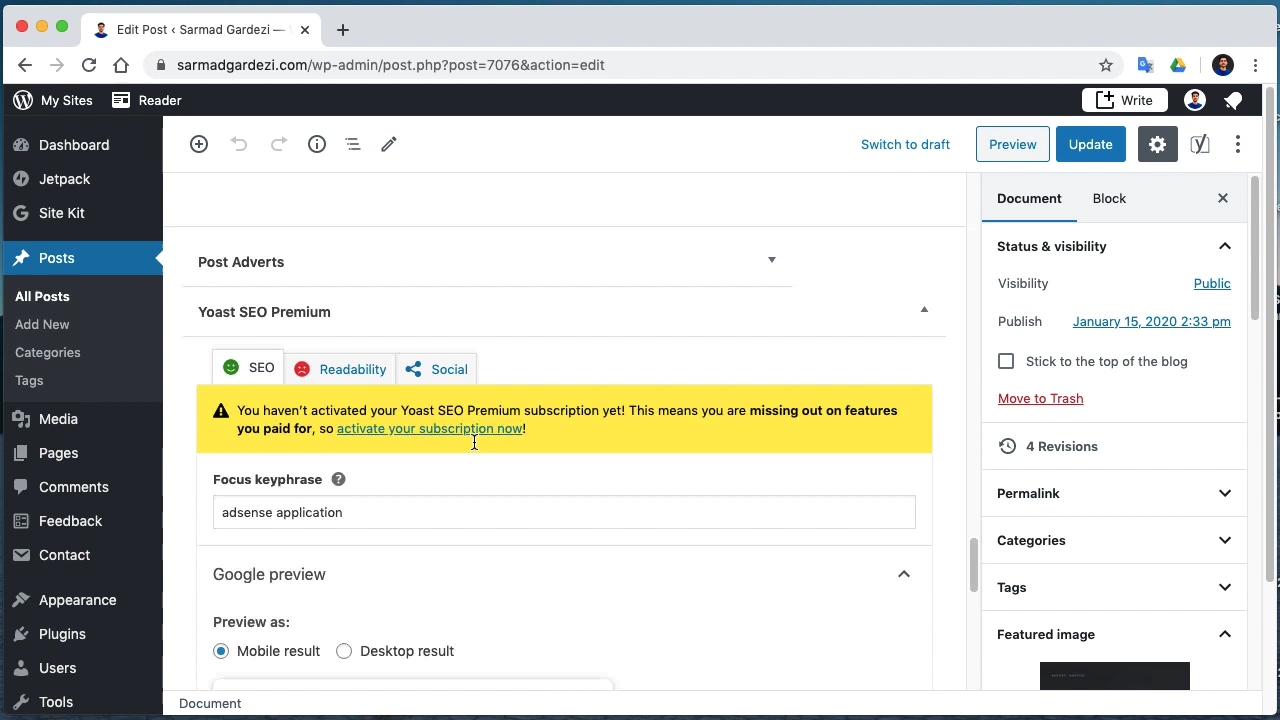 Edit Post ‹ Sarmad Gardezi —
sarmadgardezi.com/wp-admin/post.php?post=7076&action=edit
My Sites
Reader
Write
Dashboard
Jetpack
Site Kit
Posts
All Posts
Add New
Categories
Tags
Media
Pages
Comments
Feedback
Contact
Appearance
Plugins
Users
Tools
Switch to draft
Preview
Update
Post Adverts
Yoast SEO Premium
SEO
Readability
Social
You haven't activated your Yoast SEO Premium subscription yet! This means you are missing out on features
you paid for, so activate your subscription now!
Focus keyphrase ?
adsense application
Google preview
Preview as:
Mobile result
Desktop result
Document
Document
Block
Status & visibility
Visibility
Public
Publish
January 15, 2020 2:33 pm
Stick to the top of the blog
Move to Trash
4 Revisions
Permalink
Categories
Tags
Featured image